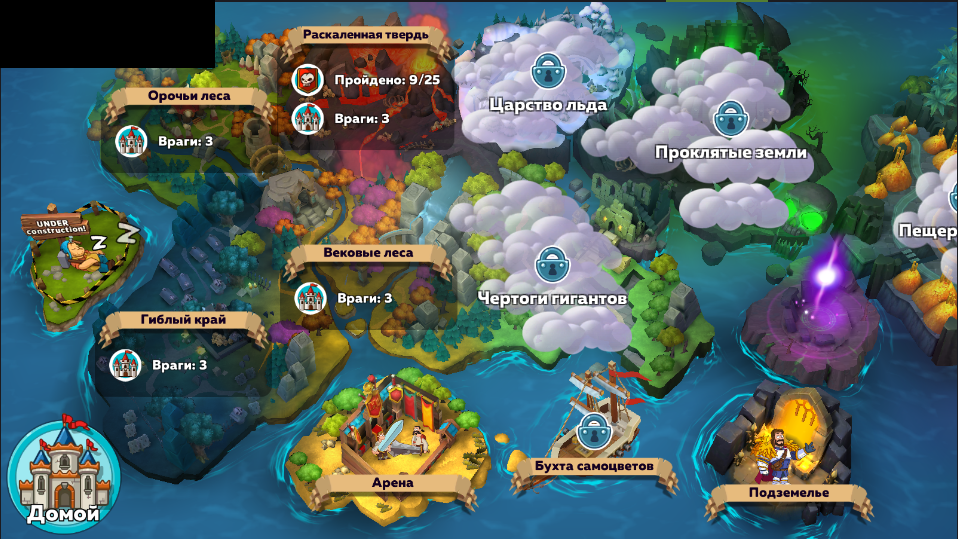 Раскаленная твердь
Пройдено: 9/25
Враги: 3
Орочьи леса
Враги: 3
Царство льда
Проклятые земли
UNDER
construction!
Z Z
Пещер
Вековые леса
Враги: 3
Чертоги гигантов
Гиблый край
Враги: 3
Арена
Бухта самоцветов
Подземелье
Домой